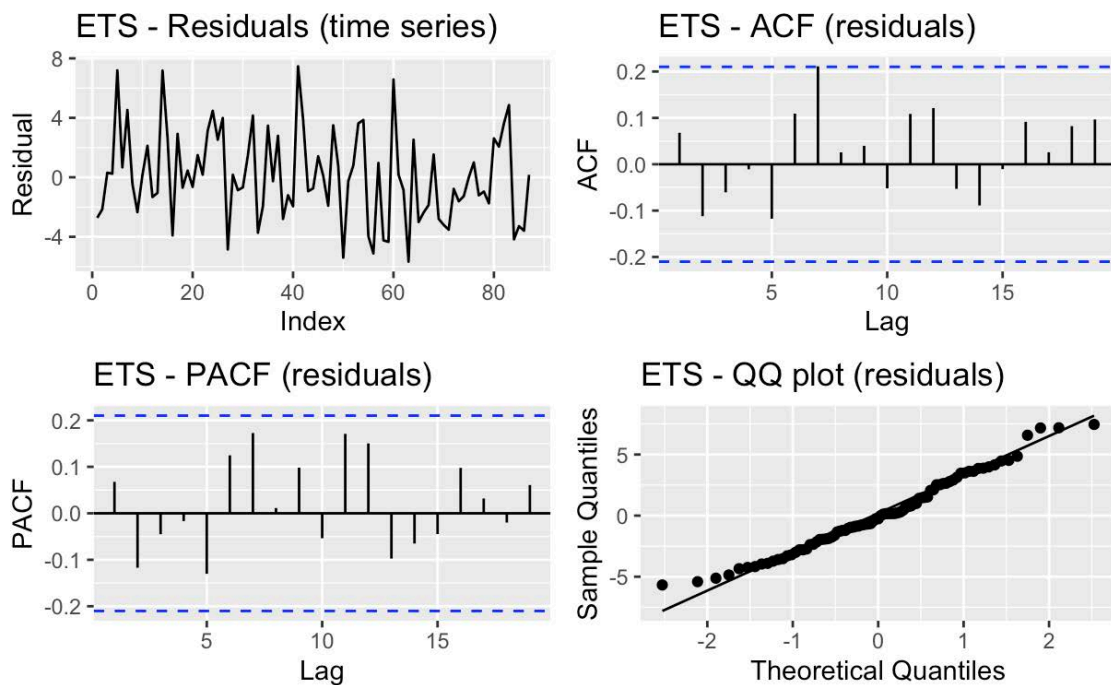 ETS - Residuals (time series)
8
4
0
-4
Residual
0
20
40
60
80
Index
ETS - ACF (residuals)
0.2
0.1
0.0
-0.1
-0.2
ACF
5
10
15
Lag
ETS - PACF (residuals)
0.2
0.1
0.0
-0.1
-0.2
PACF
5
10
15
Lag
ETS - QQ plot (residuals)
5
0
-5
Sample Quantiles
-2
-1
0
1
2
Theoretical Quantiles